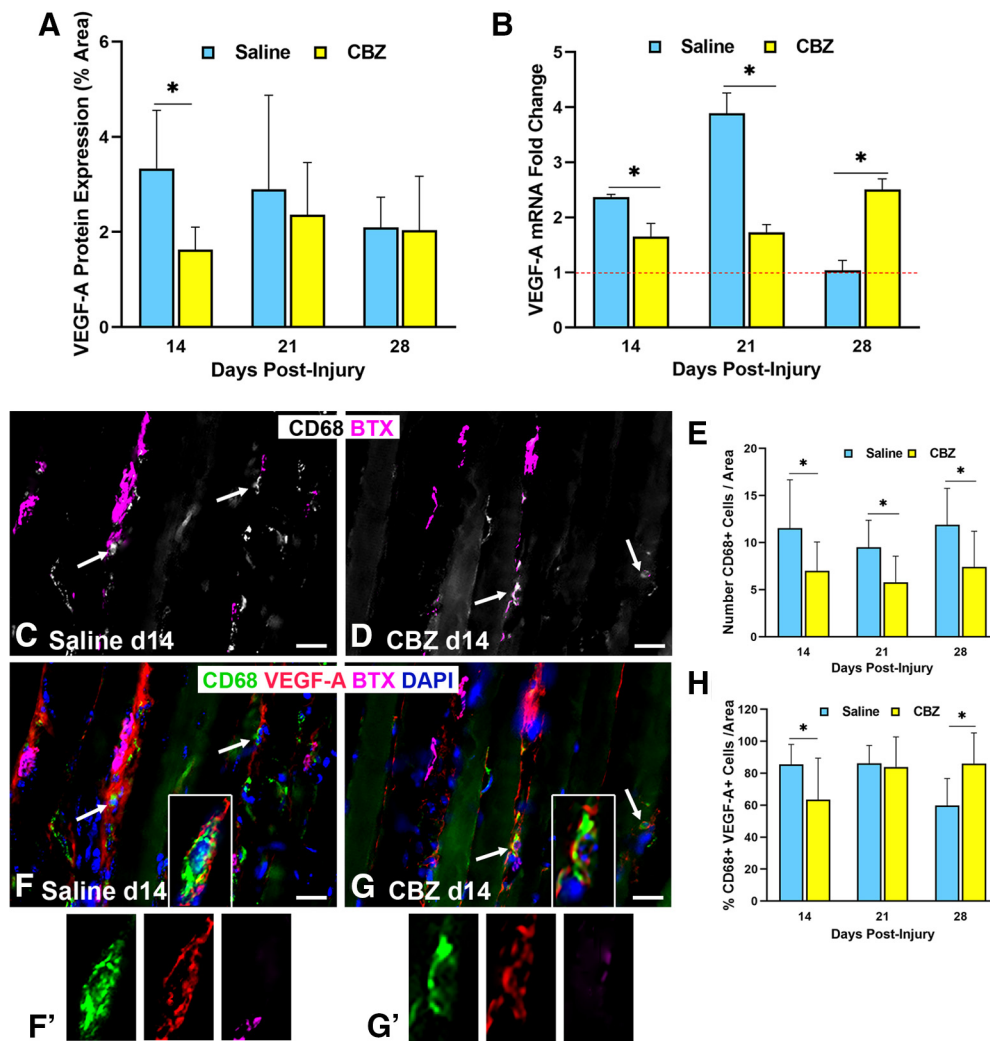 A
VEGF-A Protein Expression (% Area)
Saline CBZ
6
4
2
0
*
14 21 28
Days Post-Injury
B
VEGF-A mRNA Fold Change
Saline CBZ
5
4
3
2
1
0
* * *
14 21 28
Days Post-Injury
CD68 BTX
C Saline d14
D CBZ d14
E
Number CD68+ Cells / Area
Saline CBZ
20
15
10
5
0
* * *
14 21 28
Days Post-Injury
CD68 VEGF-A BTX DAPI
F Saline d14
G CBZ d14
H
% CD68+ VEGF-A+ Cells /Area
Saline CBZ
120
100
80
60
40
20
0
* *
14 21 28
Days Post-Injury
F'
G'